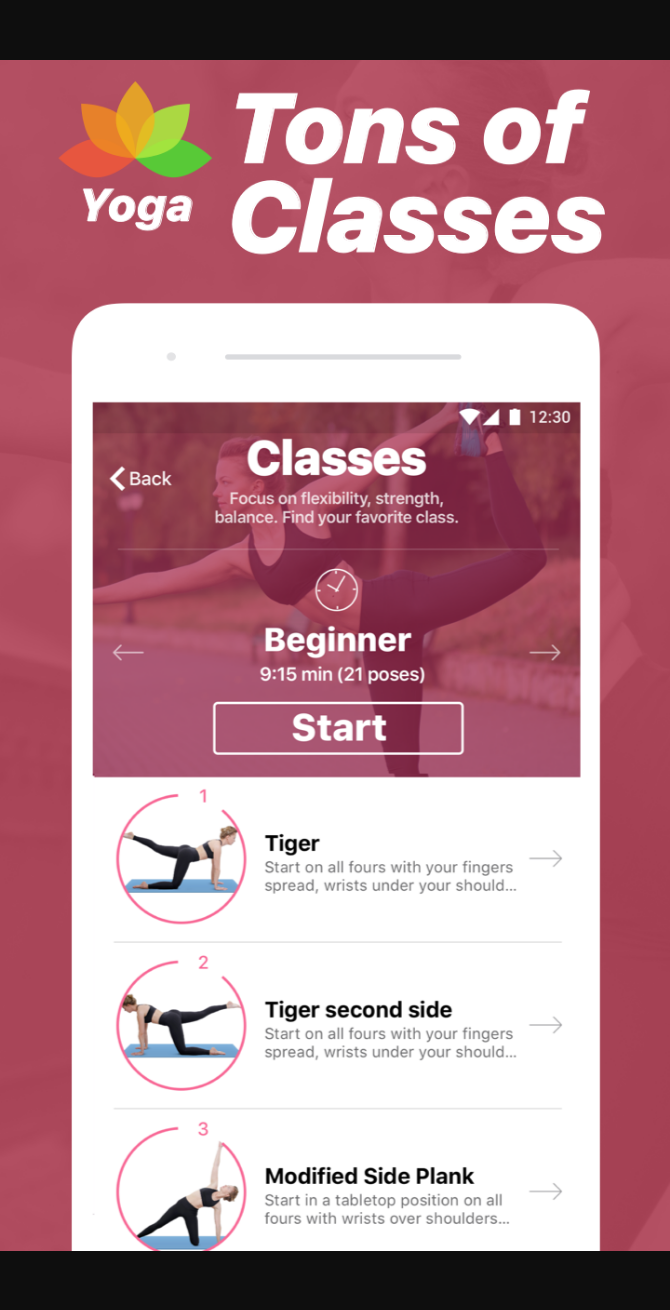 Yoga
Tons of
Classes
12:30
Back
Classes
Focus on flexibility, strength,
balance. Find your favorite class.
Beginner
9:15 min (21 poses)
Start
1
Tiger
Start on all fours with your fingers
spread, wrists under your should...
2
Tiger second side
Start on all fours with your fingers
spread, wrists under your should...
3
Modified Side Plank
Start in a tabletop position on all
fours with wrists over shoulders...